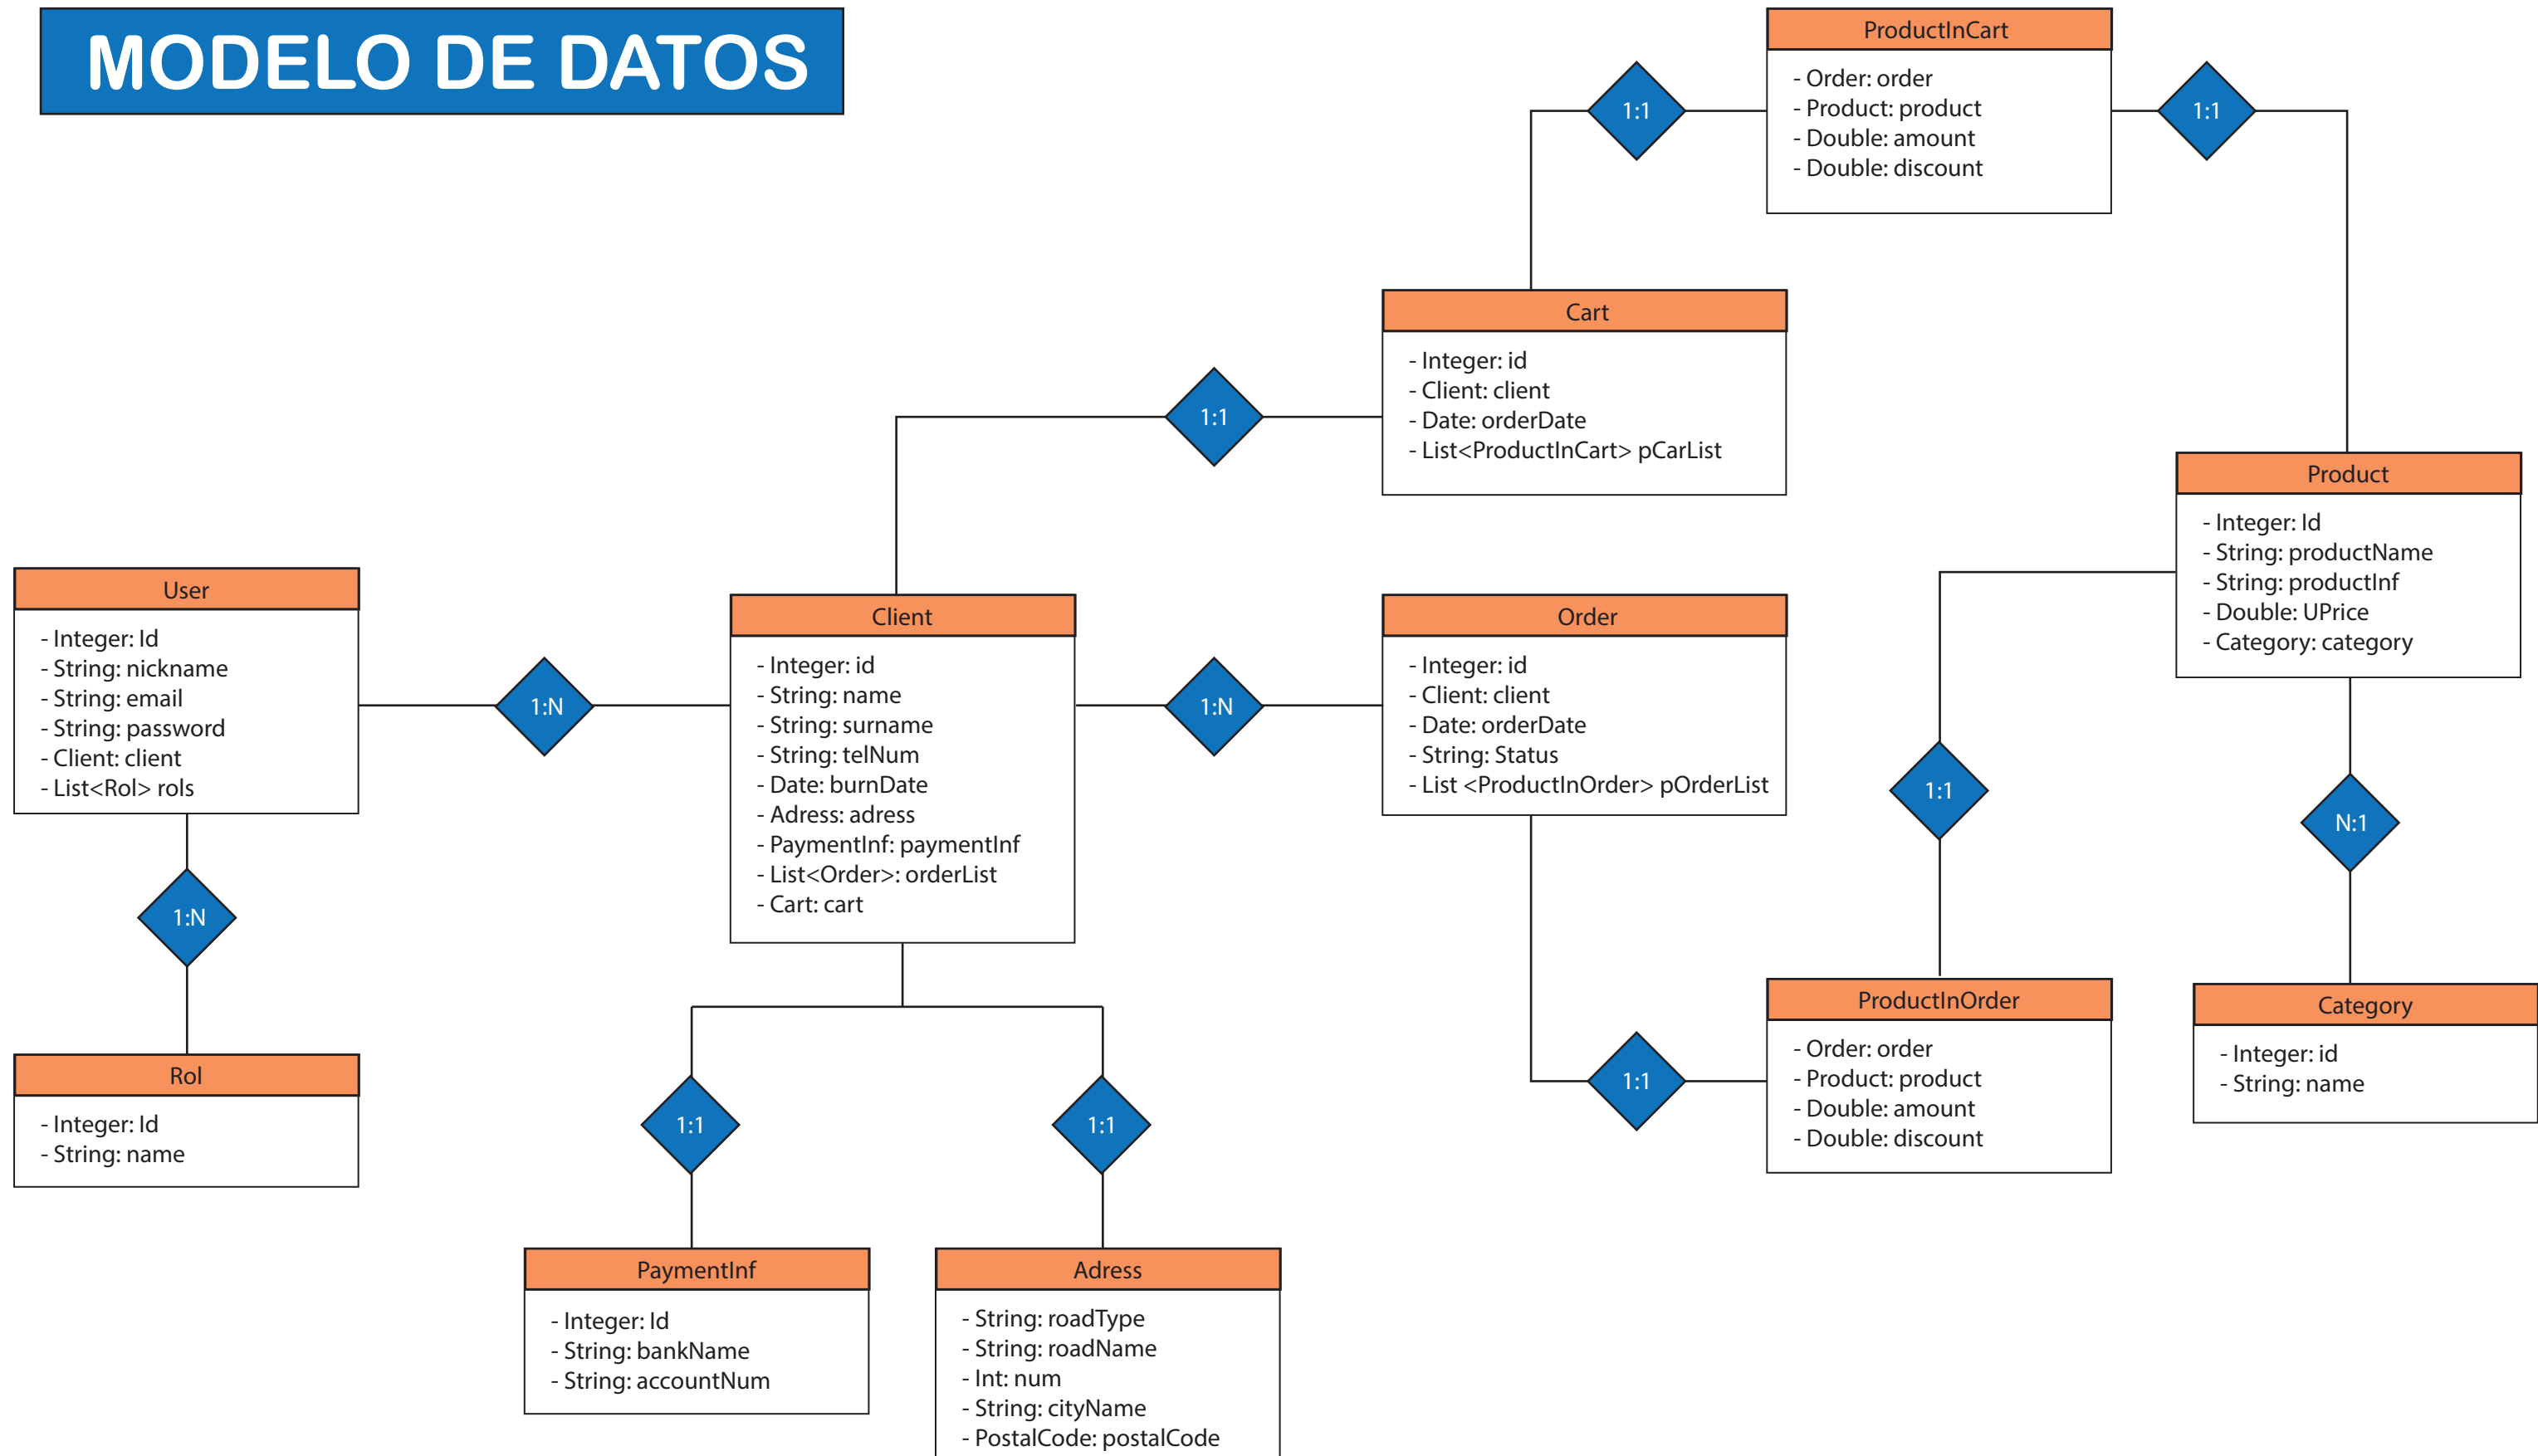 MODELO DE DATOS
ProductInCart
- Order: order
- Product: product
- Double: amount
- Double: discount
1:1
1:1
Cart
- Integer: id
- Client: client
- Date: orderDate
- List<ProductInCart> pCarList
1:1
Product
- Integer: Id
- String: productName
- String: productInf
- Double: UPrice
- Category: category
User
- Integer: Id
- String: nickname
- String: email
- String: password
- Client: client
- List<Rol> rols
1:N
Client
- Integer: id
- String: name
- String: surname
- String: telNum
- Date: burnDate
- Adress: adress
- PaymentInf: paymentInf
- List<Order>: orderList
- Cart: cart
1:N
Order
- Integer: id
- Client: client
- Date: orderDate
- String: Status
- List <ProductInOrder> pOrderList
1:1
N:1
1:N
Rol
- Integer: Id
- String: name
1:1
1:1
1:1
ProductInOrder
- Order: order
- Product: product
- Double: amount
- Double: discount
Category
- Integer: id
- String: name
PaymentInf
- Integer: Id
- String: bankName
- String: accountNum
Adress
- String: roadType
- String: roadName
- Int: num
- String: cityName
- PostalCode: postalCode